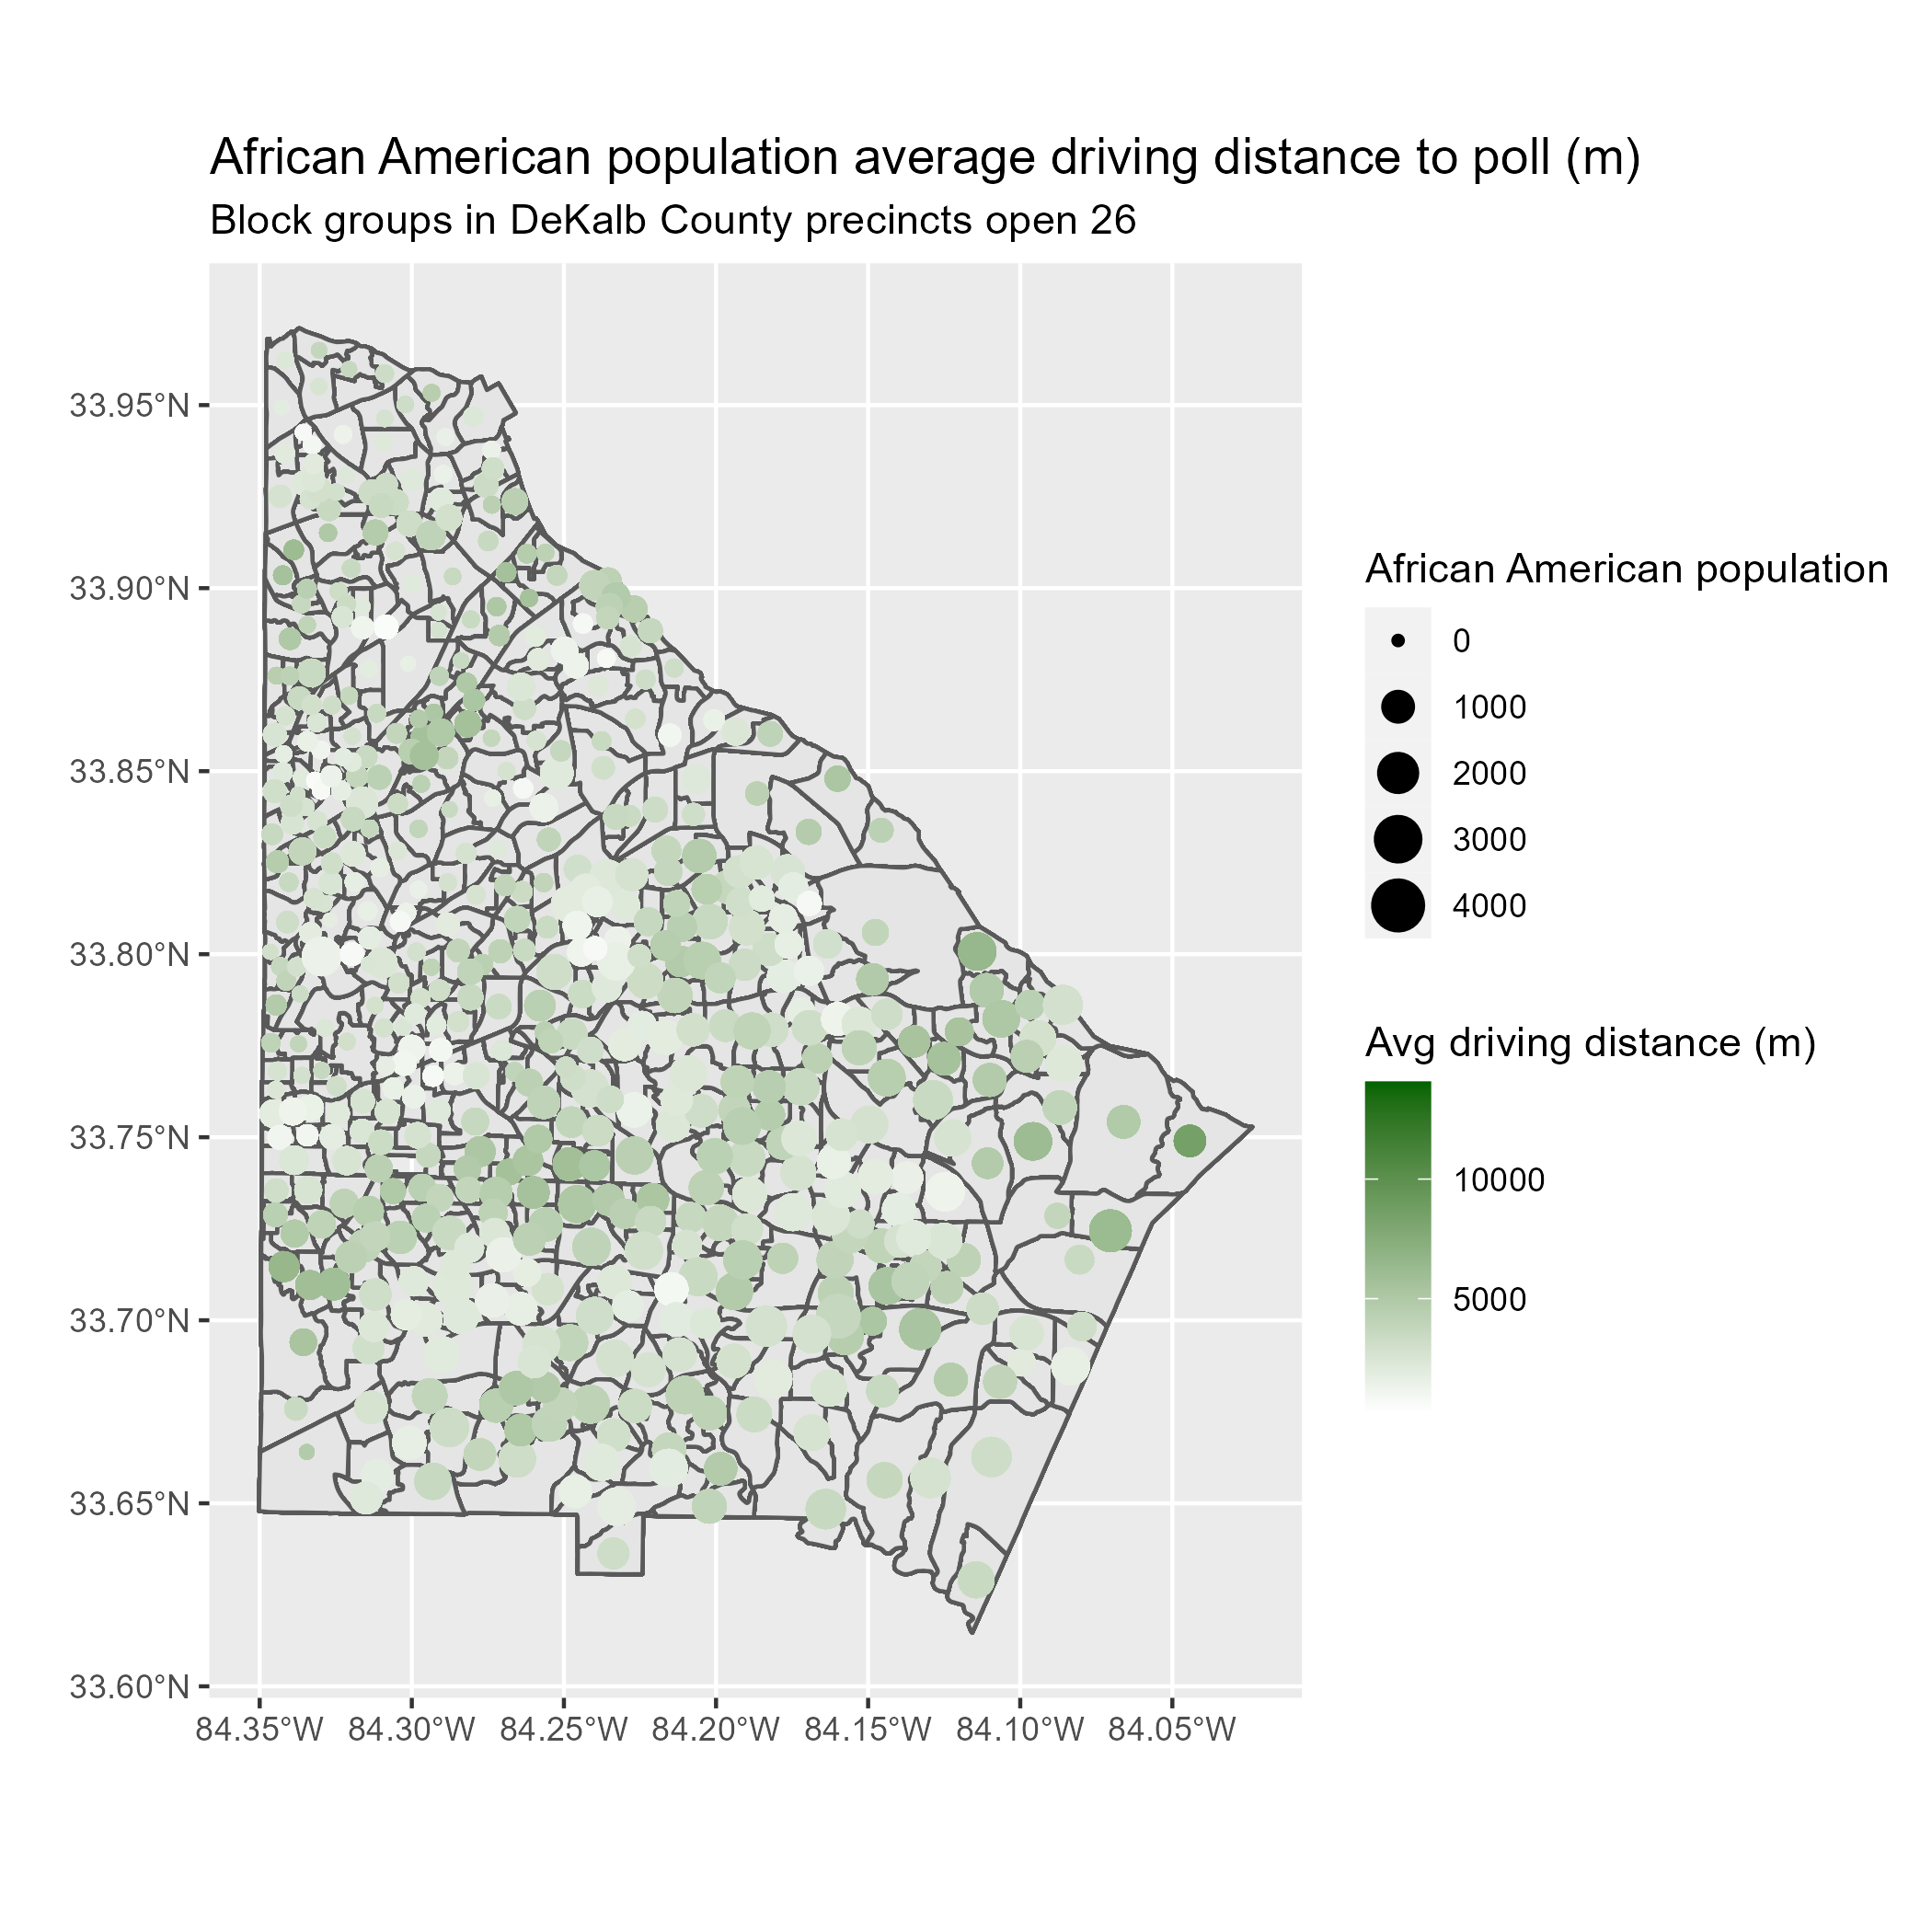 African American population average driving distance to poll (m)
Block groups in DeKalb County precincts open 26
33.95°N
33.90°N
33.85°N
33.80°N
33.75°N
33.70°N
33.65°N
33.60°N
84.35°W 84.30°W 84.25°W 84.20°W 84.15°W 84.10°W 84.05°W
African American population
0
1000
2000
3000
4000
Avg driving distance (m)
10000
5000